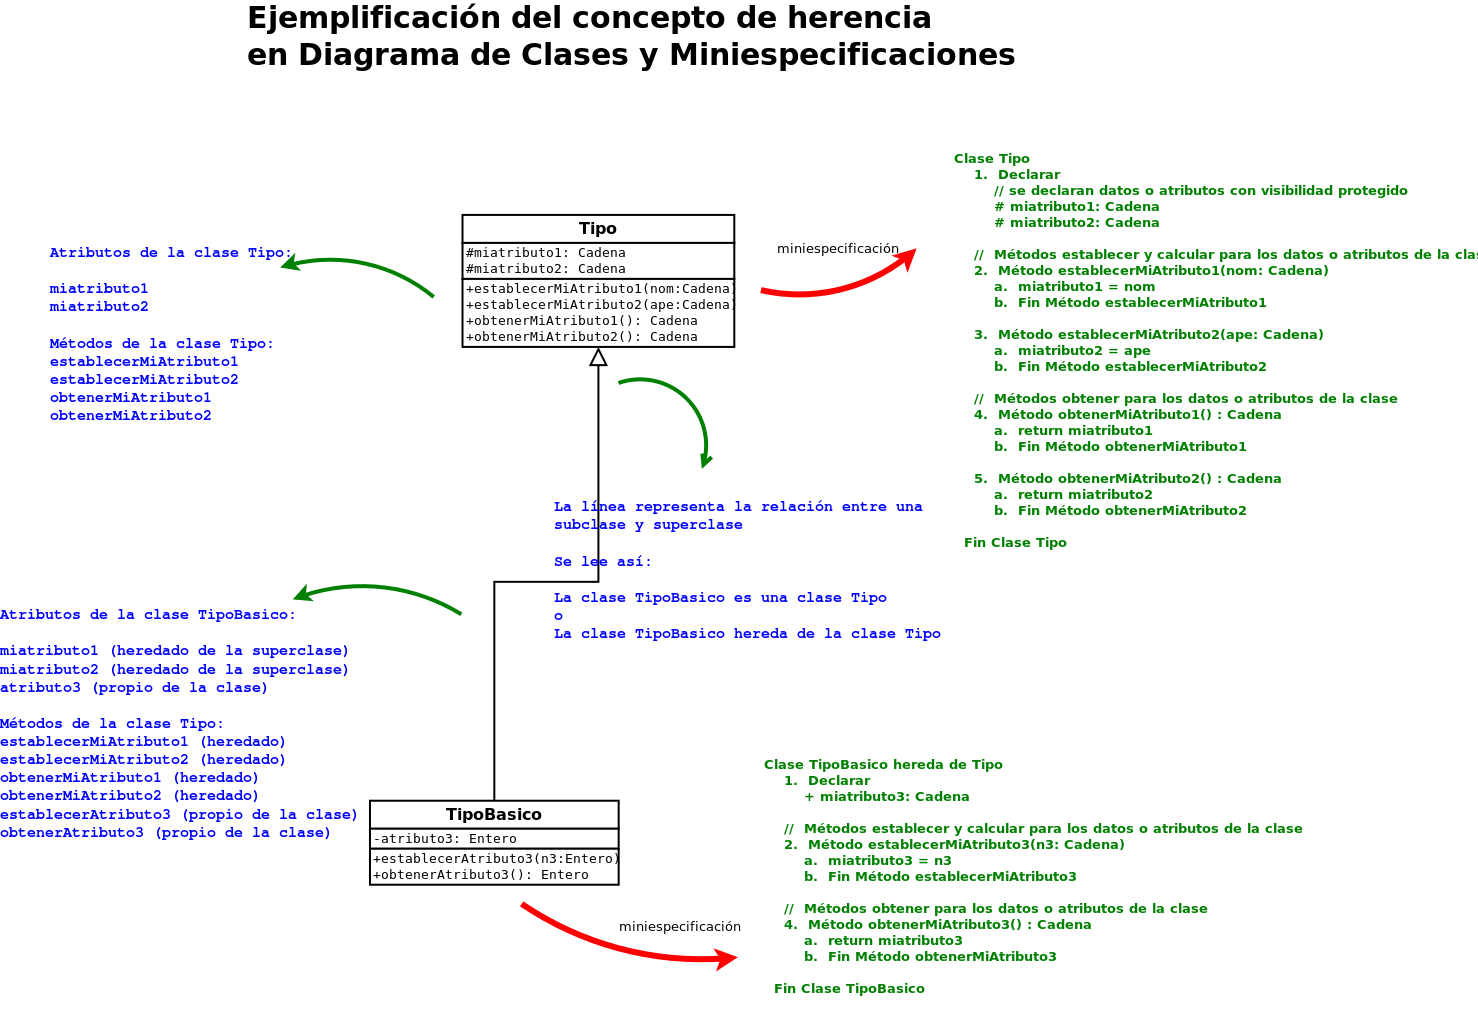 Ejemplificación del concepto de herencia
en Diagrama de Clases y Miniespecificaciones
Atributos de la clase Tipo:
miatributo1
miatributo2
Métodos de la clase Tipo:
establecerMiAtributo1
establecerMiAtributo2
obtenerMiAtributo1
obtenerMiAtributo2
Tipo
#miatributo1: Cadena
#miatributo2: Cadena
+establecerMiAtributo1(nom:Cadena)
+establecerMiAtributo2(ape:Cadena)
+obtenerMiAtributo1(): Cadena
+obtenerMiAtributo2(): Cadena
miniespecificación
Clase Tipo
1. Declarar
// se declaran datos o atributos con visibilidad protegido
# miatributo1: Cadena
# miatributo2: Cadena
// Métodos establecer y calcular para los datos o atributos de la
2. Método establecerMiAtributo1(nom: Cadena)
a. miatributo1 = nom
b. Fin Método establecerMiAtributo1
3. Método establecerMiAtributo2(ape: Cadena)
a. miatributo2 = ape
b. Fin Método establecerMiAtributo2
// Métodos obtener para los datos o atributos de la clase
4. Método obtenerMiAtributo1() : Cadena
a. return miatributo1
b. Fin Método obtenerMiAtributo1
5. Método obtenerMiAtributo2() : Cadena
a. return miatributo2
b. Fin Método obtenerMiAtributo2
Fin Clase Tipo
La línea representa la relación entre una
subclase y superclase
Se lee así:
La clase TipoBasico es una clase Tipo
o
La clase TipoBasico hereda de la clase Tipo
Atributos de la clase TipoBasico:
miatributo1 (heredado de la superclase)
miatributo2 (heredado de la superclase)
atributo3 (propio de la clase)
Métodos de la clase Tipo:
establecerMiAtributo1 (heredado)
establecerMiAtributo2 (heredado)
obtenerMiAtributo1 (heredado)
obtenerMiAtributo2 (heredado)
establecerAtributo3 (propio de la clase)
obtenerAtributo3 (propio de la clase)
TipoBasico
-atributo3: Entero
+establecerAtributo3(n3:Entero)
+obtenerAtributo3(): Entero
miniespecificación
Clase TipoBasico hereda de Tipo
1. Declarar
+ miatributo3: Cadena
// Métodos establecer y calcular para los datos o atributos de la clase
2. Método establecerMiAtributo3(n3: Cadena)
a. miatributo3 = n3
b. Fin Método establecerMiAtributo3
// Métodos obtener para los datos o atributos de la clase
4. Método obtenerMiAtributo3() : Cadena
a. return miatributo3
b. Fin Método obtenerMiAtributo3
Fin Clase TipoBasico